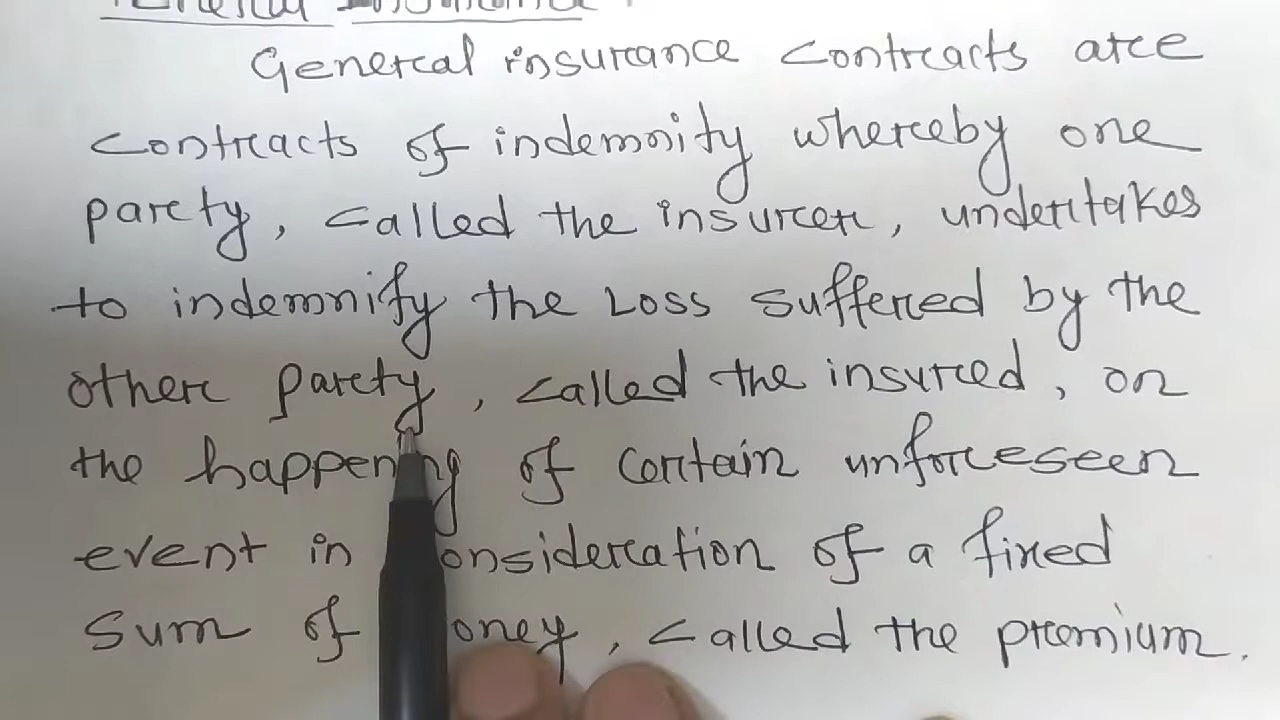 General Insurance :
General insurance contracts are
contracts of indemnity whereby one
party, called the insurer, undertakes
to indemnify the Loss suffered by the
other party, called the insured, on
the happening of certain unforeseen
event in consideration of a fixed
sum of money, called the premium.